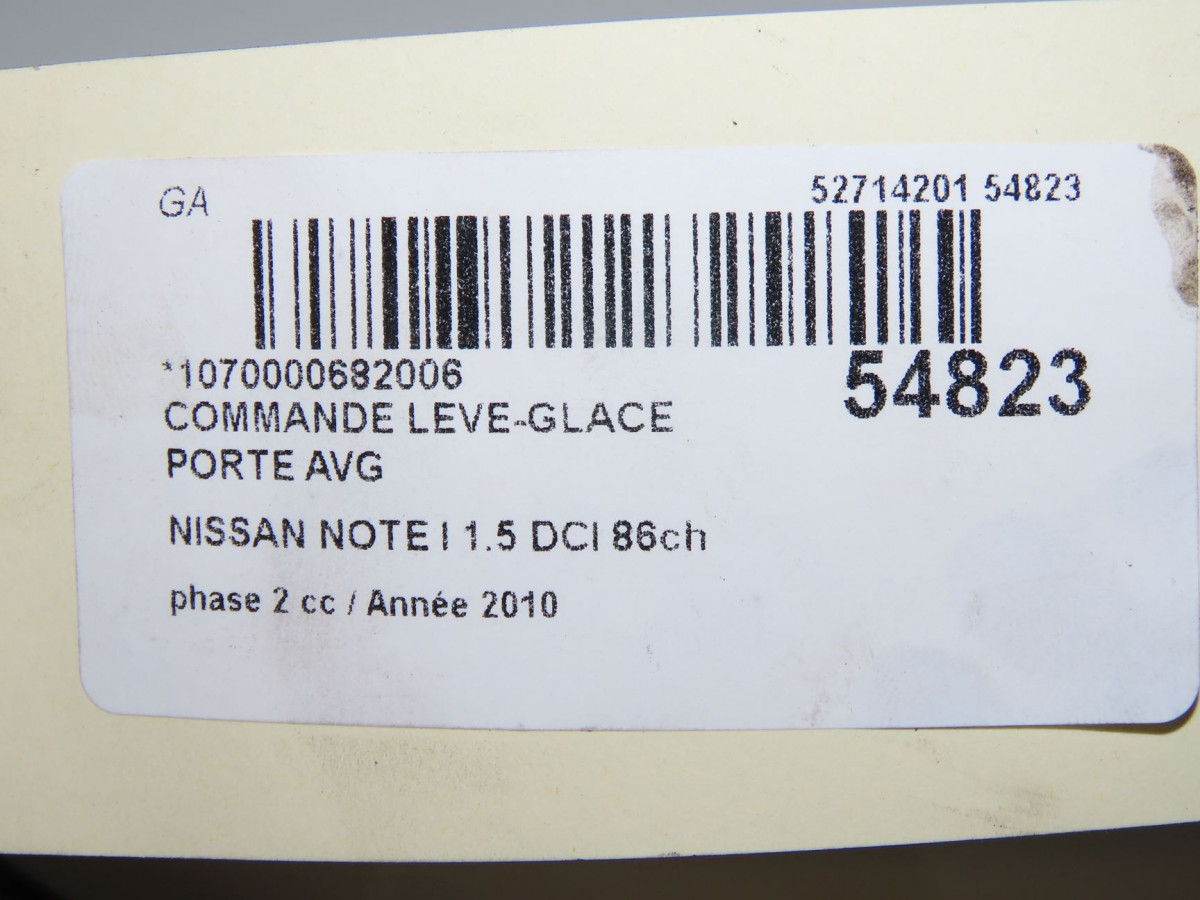 GA
52714201 54823
*1070000682006
54823
COMMANDE LEVE-GLACE
PORTE AVG
NISSAN NOTE I 1.5 DCI 86ch
phase 2 cc / Année 2010